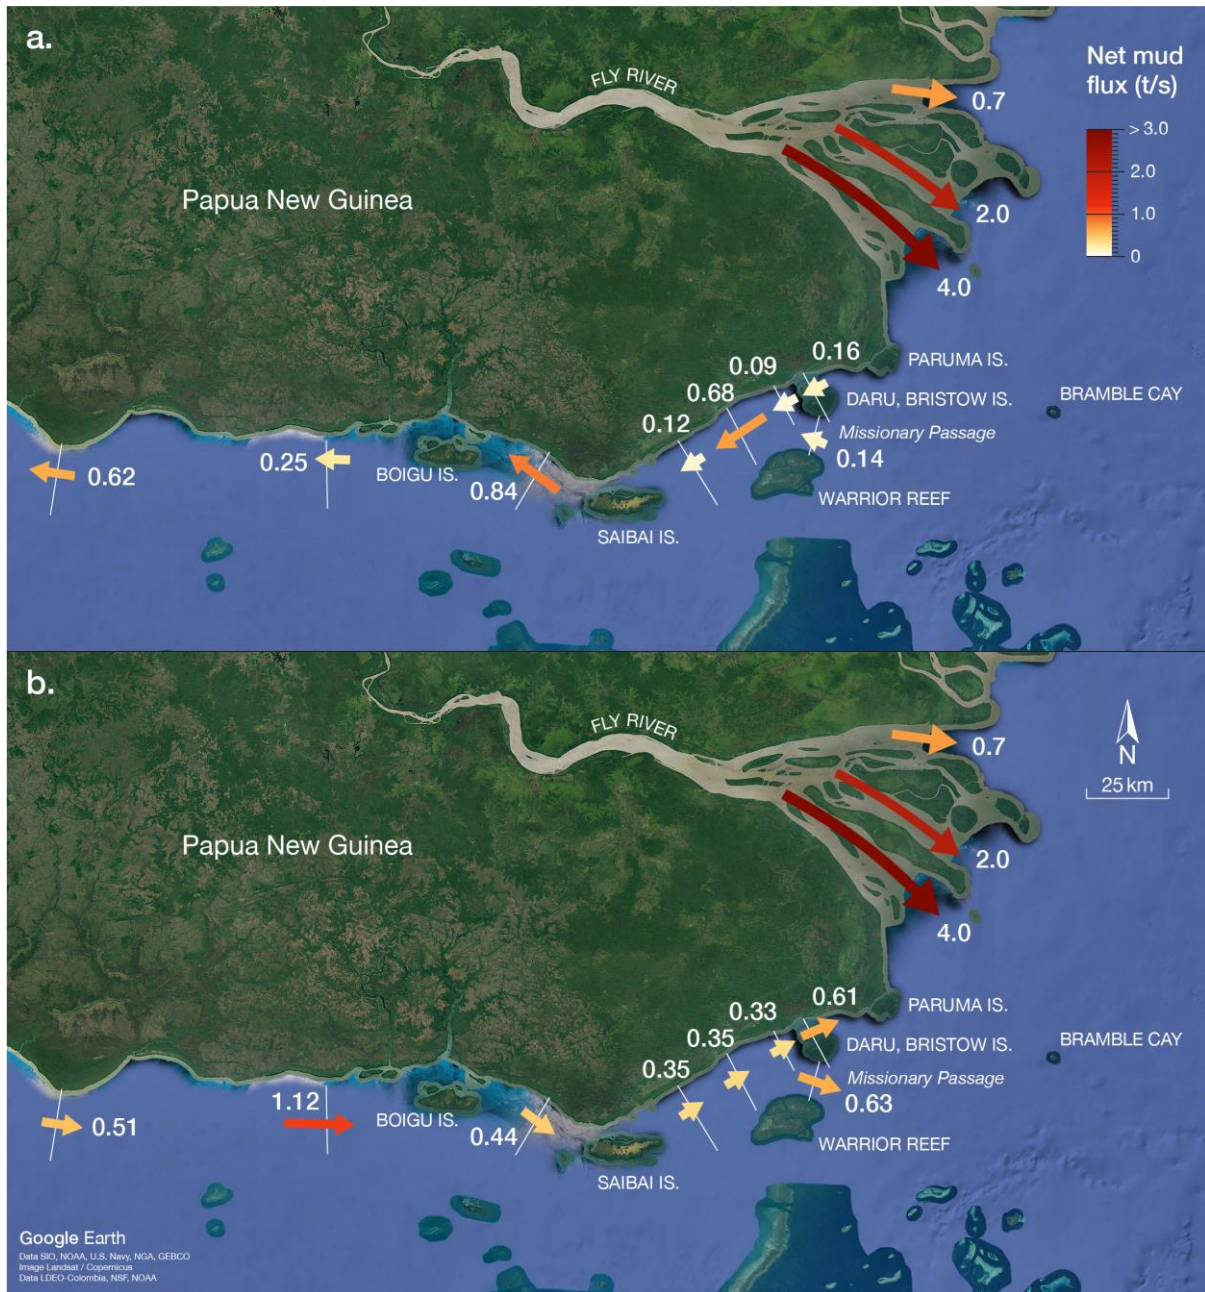 a.
FLY RIVER
Net mud
flux (t/s)
0.7
> 3.0
2.0
1.0
0
Papua New Guinea
2.0
4.0
0.16
0.09
PARUMA IS.
0.68
DARU, BRISTOW IS.
BRAMBLE CAY
0.12
Missionary Passage
0.14
0.62
0.25
BOIGU IS.
0.84
WARRIOR REEF
SAIBAI IS.
b.
FLY RIVER
0.7
N
25 km
Papua New Guinea
2.0
4.0
0.61
PARUMA IS.
0.33
0.35
DARU, BRISTOW IS.
BRAMBLE CAY
0.35
Missionary Passage
0.63
1.12
0.51
BOIGU IS.
0.44
WARRIOR REEF
SAIBAI IS.
Google Earth
Data SIO, NOAA, U.S. Navy, NGA, GEBCO
Image Landsat / Copernicus
Data LDEO-Colombia, NSF, NOAA